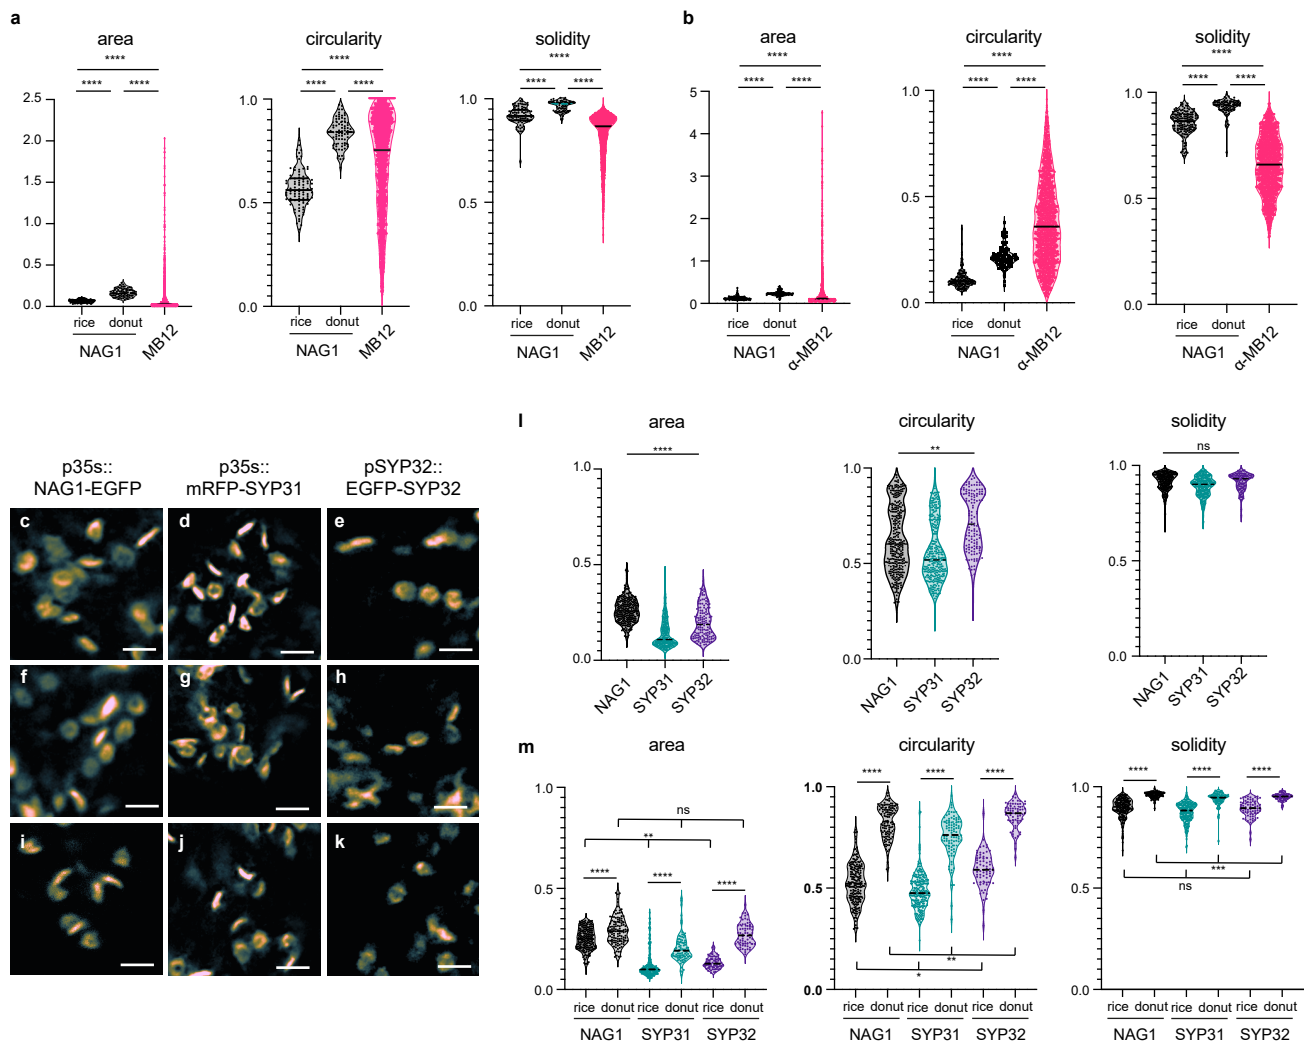 a
area
circularity
solidity
****
****
****
****
****
****
****
****
****
2.5
2.0
1.5
1.0
0.5
0.0
1.0
0.5
0.0
1.0
0.5
0.0
rice
donut
NAG1
MB12
rice
donut
NAG1
MB12
rice
donut
NAG1
MB12
b
area
circularity
solidity
****
****
****
****
****
****
****
****
****
5
4
3
2
1
0
1.0
0.5
0.0
1.0
0.5
0.0
rice
donut
NAG1
α-MB12
rice
donut
NAG1
α-MB12
rice
donut
NAG1
α-MB12
p35s::
NAG1-EGFP
p35s::
mRFP-SYP31
pSYP32::
EGFP-SYP32
c
d
e
f
g
h
i
j
k
l
area
circularity
solidity
****
**
ns
1.0
0.5
0.0
1.0
0.5
0.0
1.0
0.5
0.0
NAG1
SYP31
SYP32
NAG1
SYP31
SYP32
NAG1
SYP31
SYP32
m
area
circularity
solidity
ns
**
****
****
****
1.0
0.5
0.0
rice donut
rice donut
rice donut
NAG1
SYP31
SYP32
****
****
****
1.0
0.5
0.0
**
*
rice donut
rice donut
rice donut
NAG1
SYP31
SYP32
****
****
****
1.0
0.5
0.0
***
ns
rice donut
rice donut
rice donut
NAG1
SYP31
SYP32